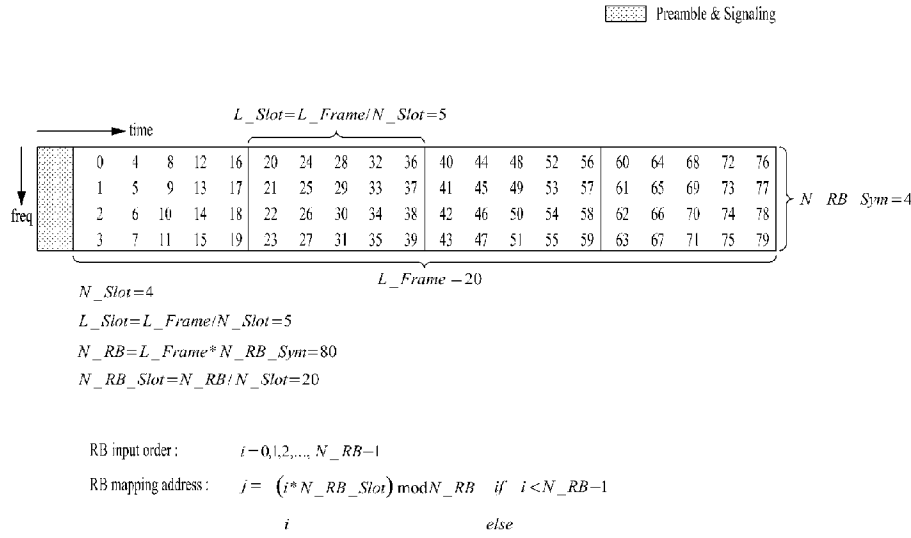 Preamble & Signaling
L_Slot=L_Frame/N_Slot=5
time
freq
0 4 8 12 16 20 24 28 32 36 40 44 48 52 56 60 64 68 72 76
1 5 9 13 17 21 25 29 33 37 41 45 49 53 57 61 65 69 73 77
2 6 10 14 18 22 26 30 34 38 42 46 50 54 58 62 66 70 74 78
3 7 11 15 19 23 27 31 35 39 43 47 51 55 59 63 67 71 75 79
N RB Sym=4
L_Frame=20
N_Slot=4
L_Slot=L_Frame/N_Slot=5
N_RB=L_Frame*N_RB_Sym=80
N_RB_Slot=N_RB/N_Slot=20
RB input order : i=0,1,2,..., N_RB-1
RB mapping address : j= (i*N_RB_Slot) modN_RB if i<N_RB-1
i else